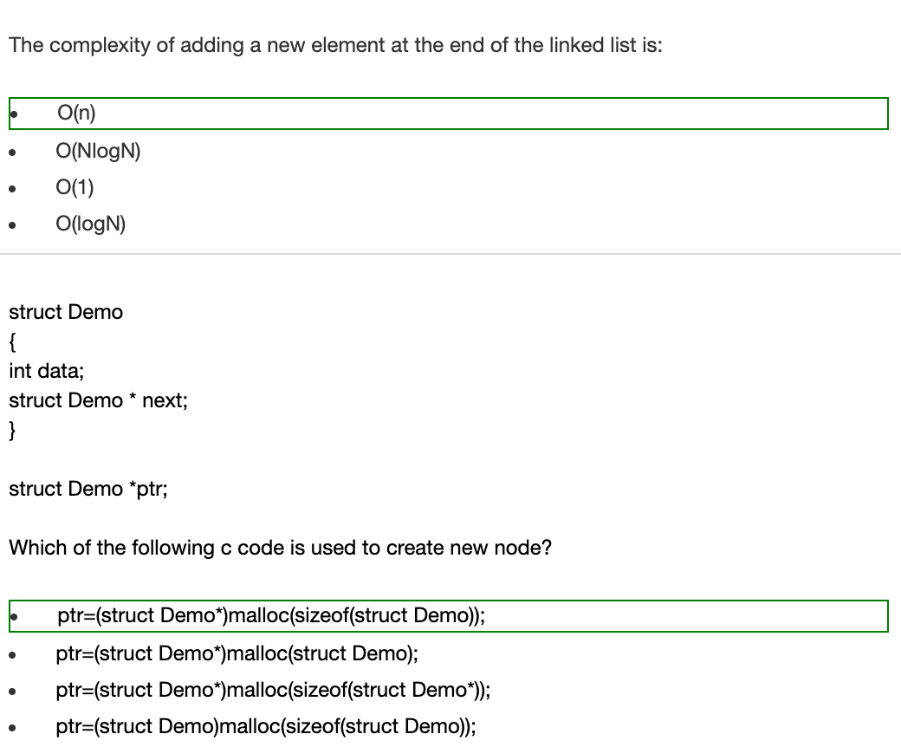 The complexity of adding a new element at the end of the linked list is:
• O(n)
• O(NlogN)
• O(1)
• O(logN)
struct Demo
{
int data;
struct Demo * next;
}
struct Demo *ptr;
Which of the following c code is used to create new node?
• ptr=(struct Demo*)malloc(sizeof(struct Demo));
• ptr=(struct Demo*)malloc(struct Demo);
• ptr=(struct Demo*)malloc(sizeof(struct Demo*));
• ptr=(struct Demo)malloc(sizeof(struct Demo));